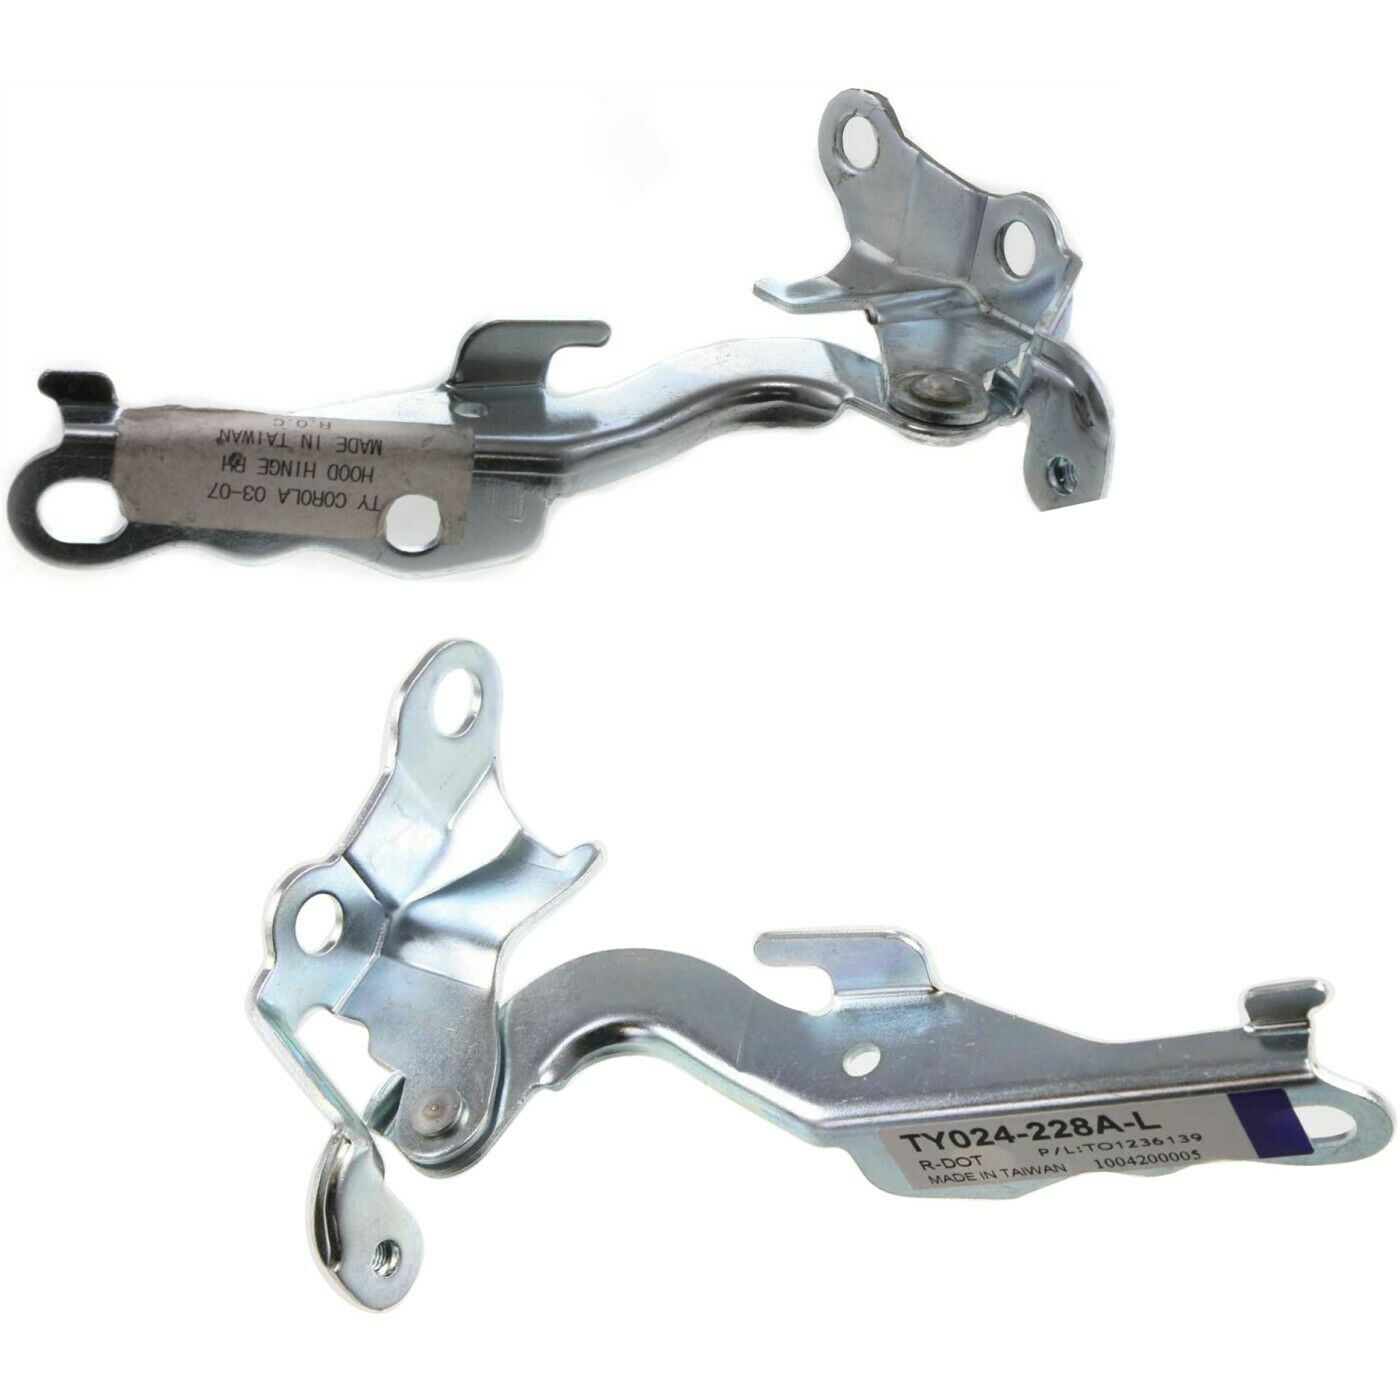 TY COROLA 03-07
HOOD HINGE RH
MADE IN TAIWAN
R.O.C
TY024-228A-L
R-DOT P/L:TO1236139
MADE IN TAIWAN 1004200005